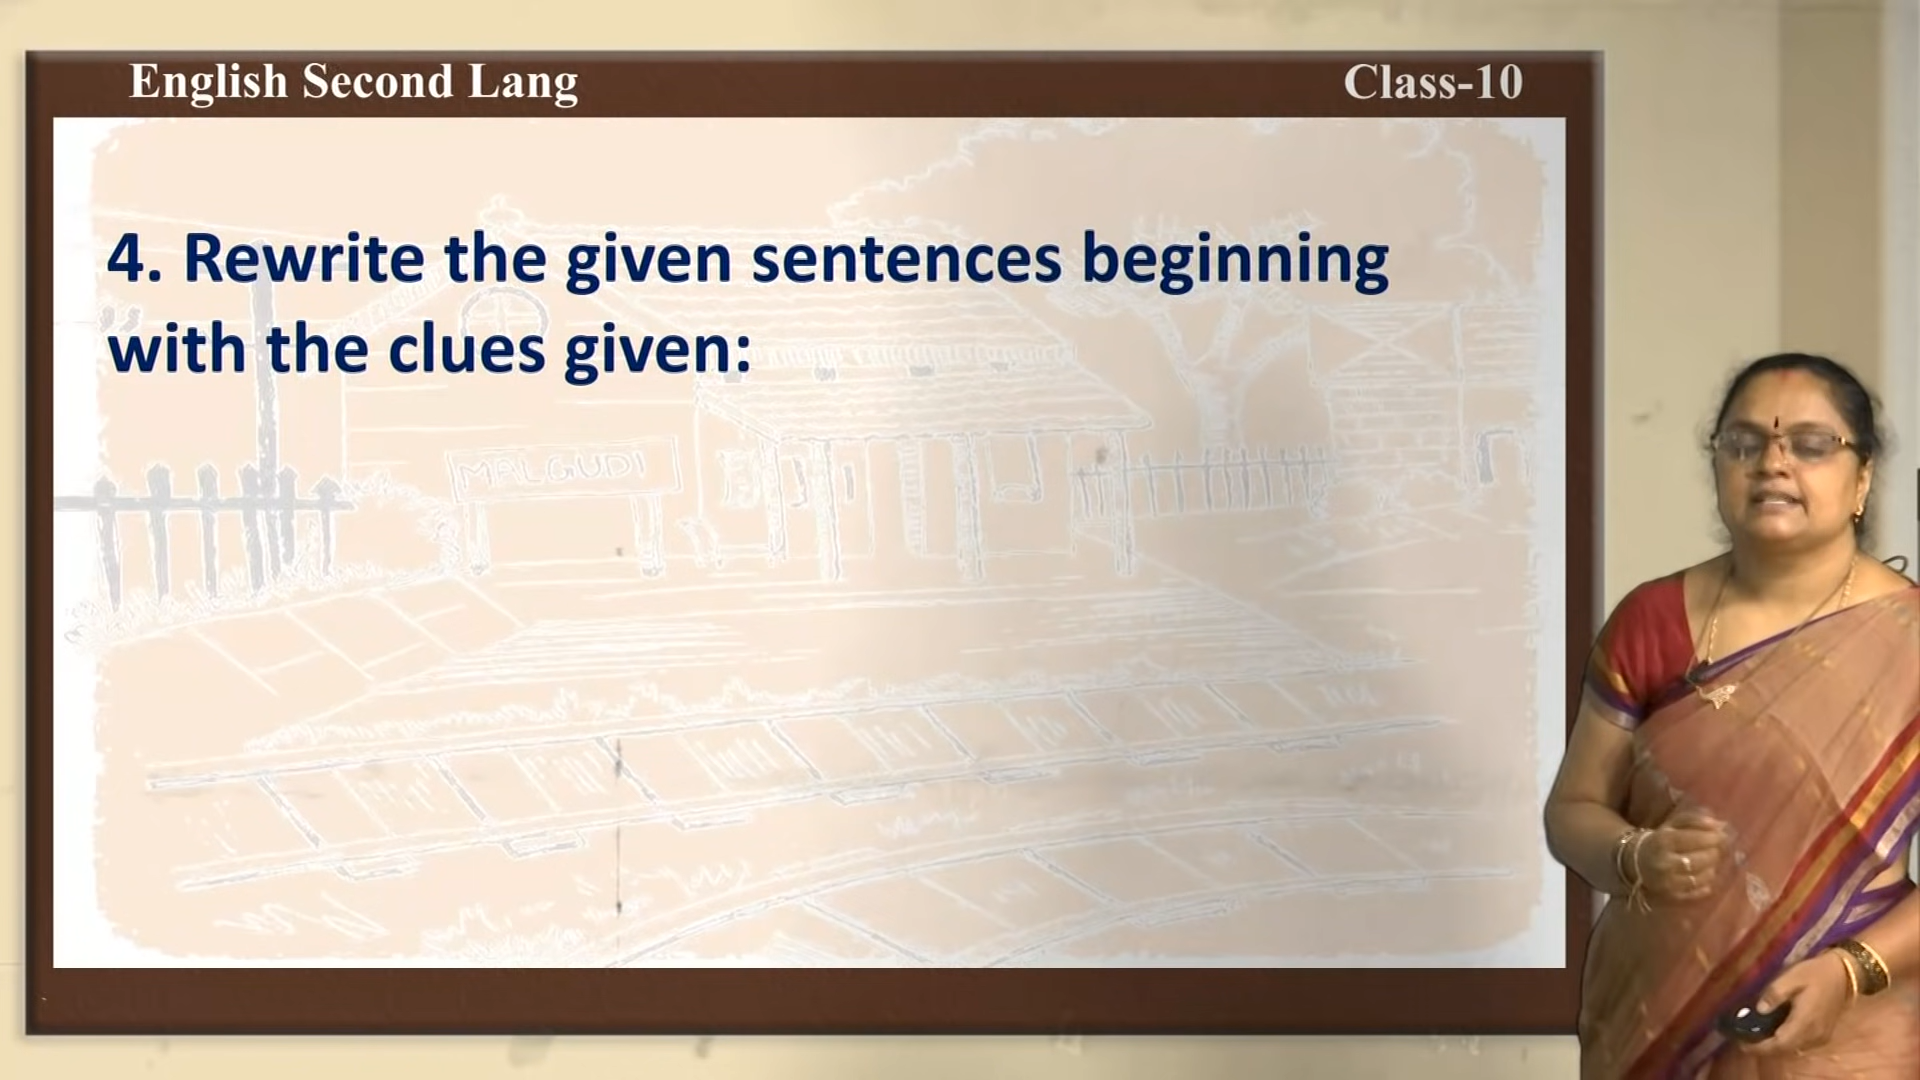 English Second Lang
Class-10
4. Rewrite the given sentences beginning
with the clues given:
MALGUDI